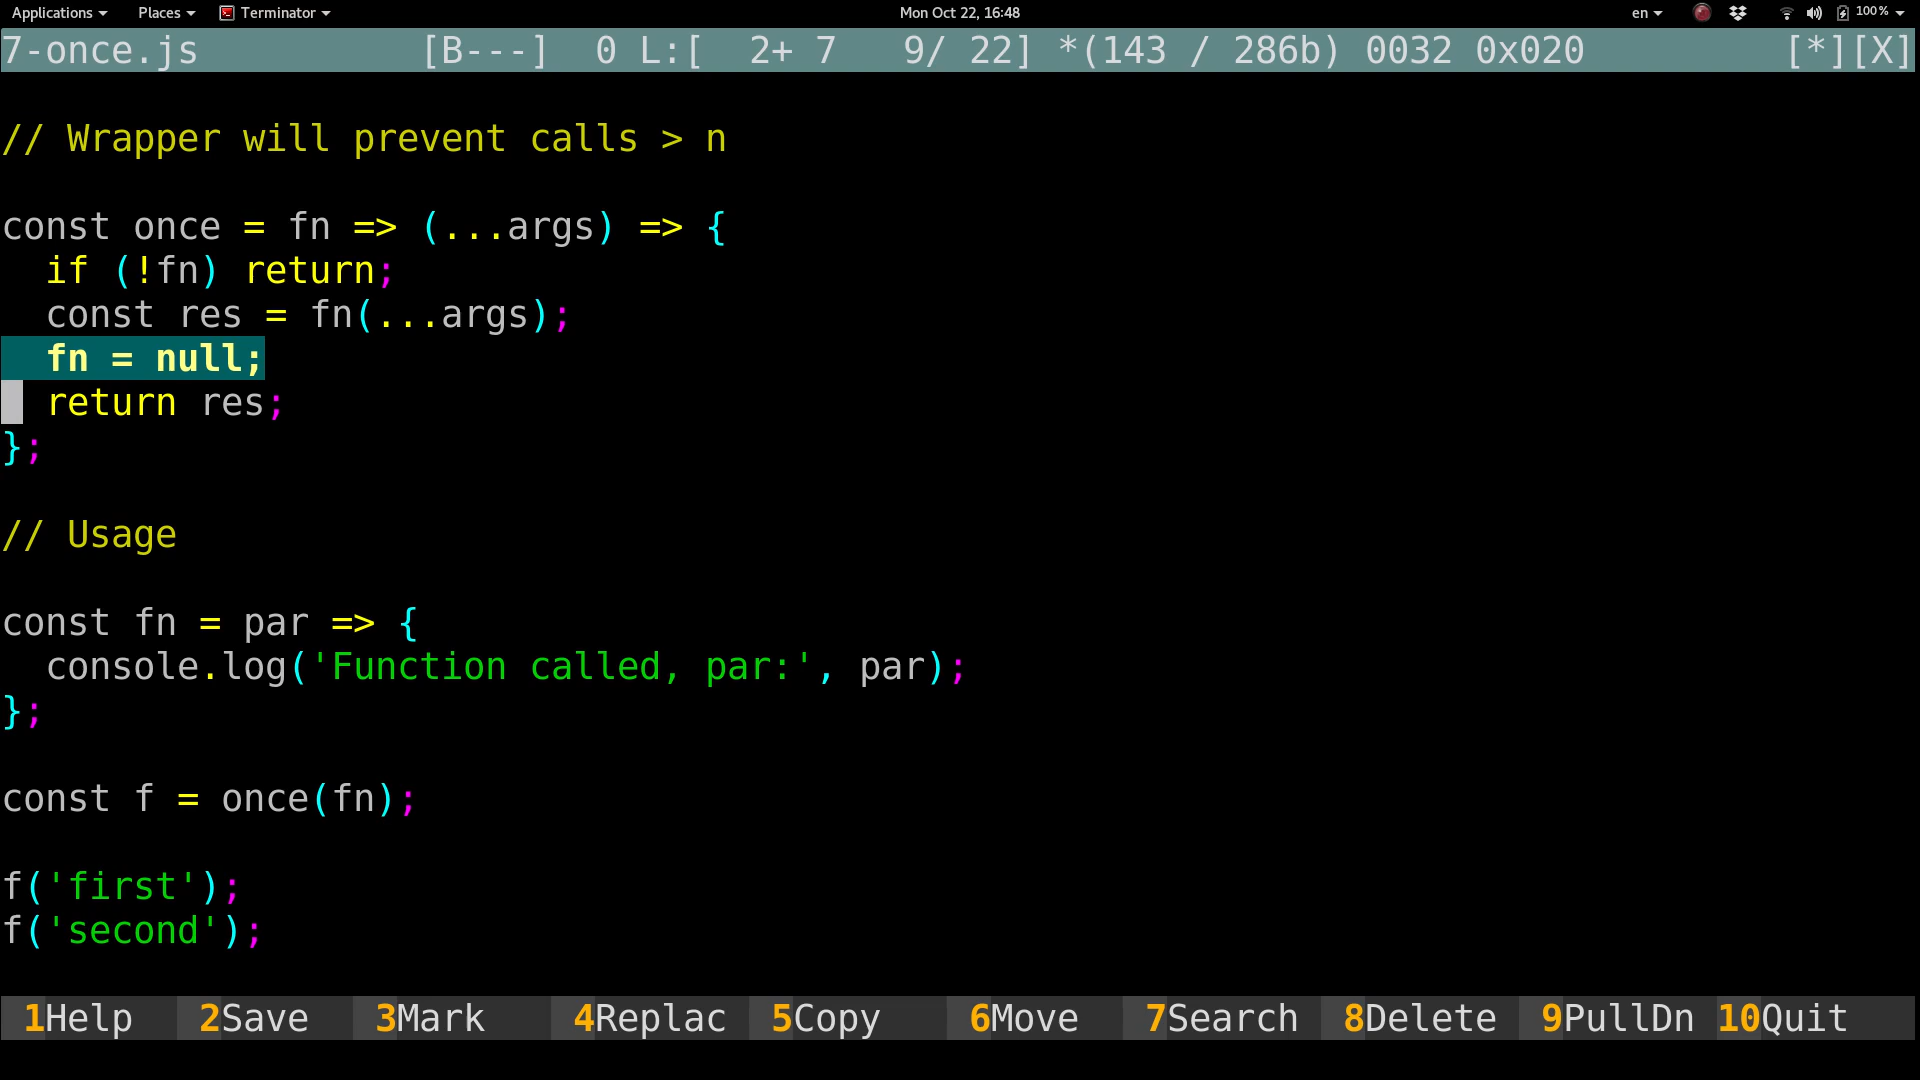 Applications Places Terminator Mon Oct 22, 16:48 en 100%
7-once.js [B---] 0 L:[ 2+ 7 9/ 22] *(143 / 286b) 0032 0x020 [*][X]
// Wrapper will prevent calls > n
const once = fn => (...args) => {
  if (!fn) return;
  const res = fn(...args);
  fn = null;
  return res;
};
// Usage
const fn = par => {
  console.log('Function called, par:', par);
};
const f = once(fn);
f('first');
f('second');
1Help 2Save 3Mark 4Replac 5Copy 6Move 7Search 8Delete 9PullDn 10Quit